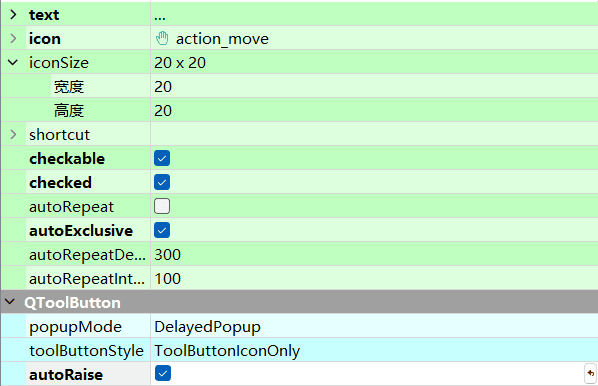 text ...
icon action_move
iconSize 20 x 20
宽度 20
高度 20
shortcut
checkable
checked
autoRepeat
autoExclusive
autoRepeatDe... 300
autoRepeatInt... 100
QToolButton
popupMode DelayedPopup
toolButtonStyle ToolButtonIconOnly
autoRaise